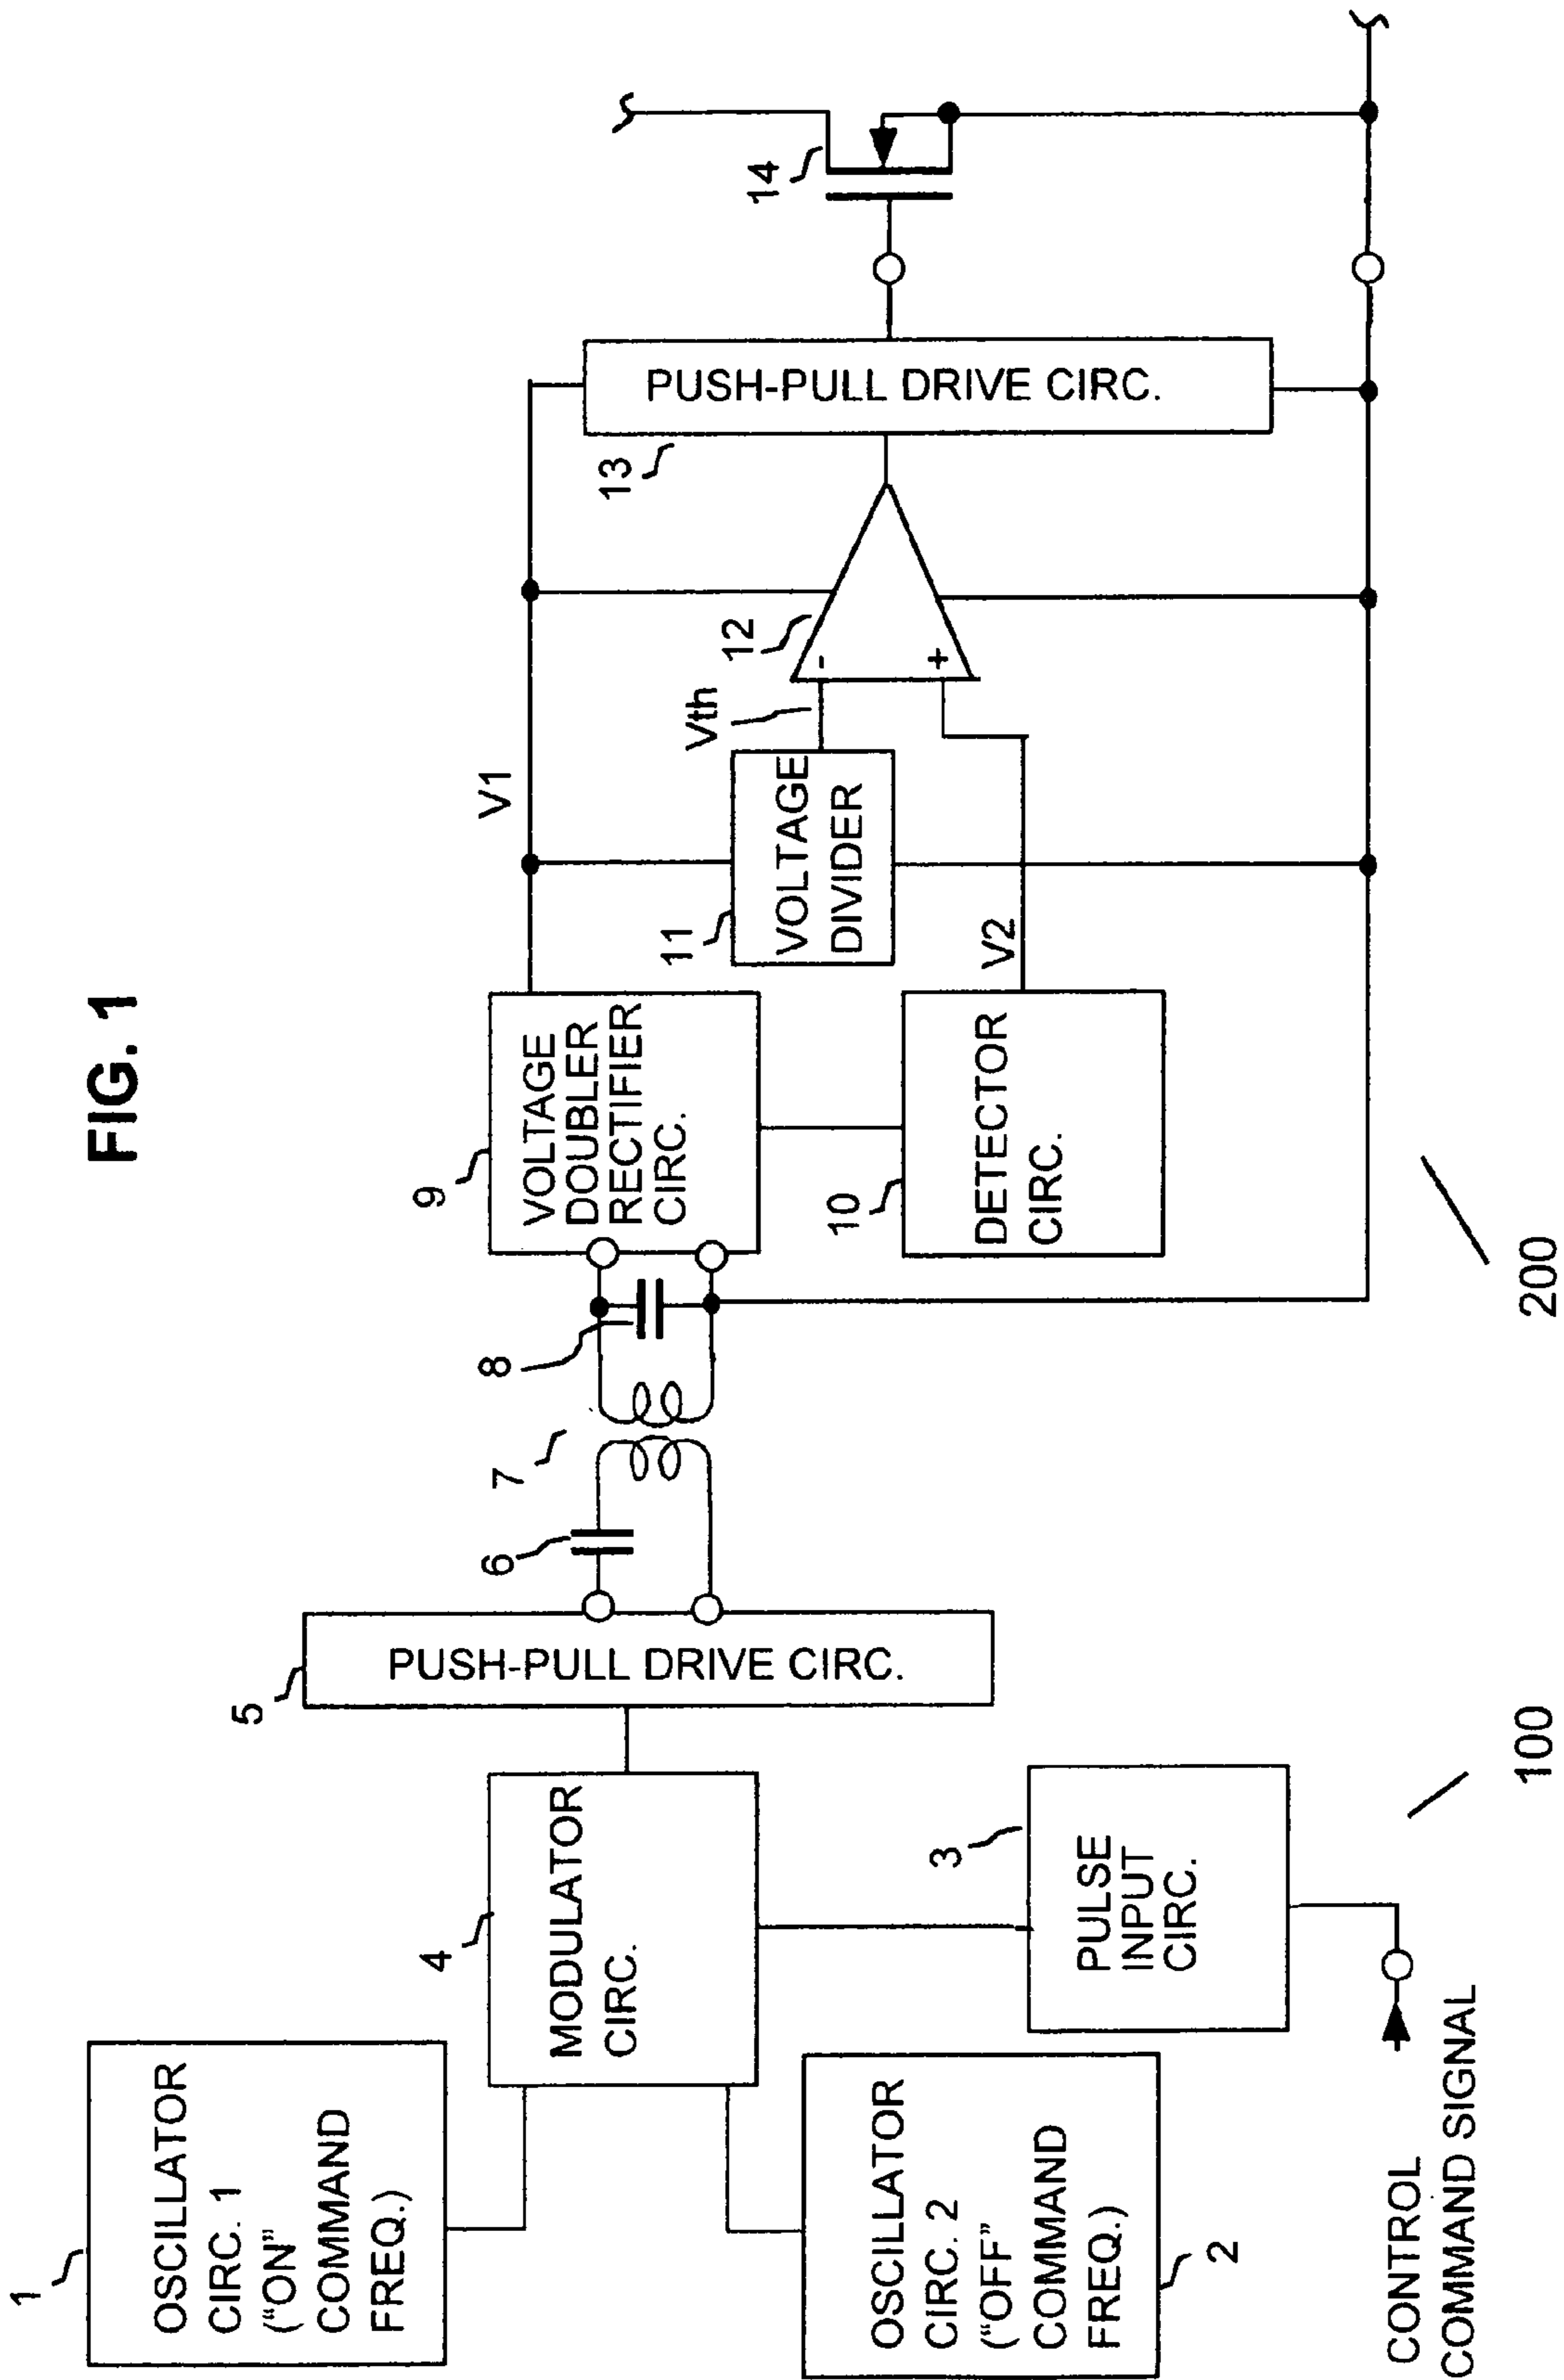 FIG. 1
1
OSCILLATOR
CIRC. 1
("ON"
COMMAND
FREQ.)
OSCILLATOR
CIRC. 2
("OFF"
COMMAND
FREQ.)
2
4
MODULATOR
CIRC.
3
PULSE
INPUT
CIRC.
CONTROL
COMMAND SIGNAL
100
5
PUSH-PULL DRIVE CIRC.
6
7
8
9
VOLTAGE
DOUBLER
RECTIFIER
CIRC.
10
DETECTOR
CIRC.
V1
V2
11
VOLTAGE
DIVIDER
Vth
12
-
+
13
PUSH-PULL DRIVE CIRC.
14
200